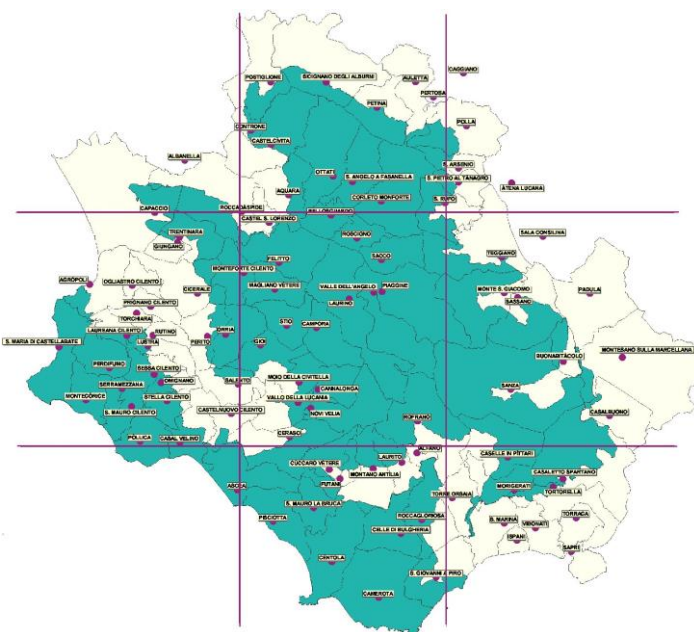 CAGGIANO
POSTIGLIONE
SICIGNANO DEGLI ALBURNI
AULETTA
PERTOSA
PETINA
POLLA
CONTRONE
CASTELCIVITA
ALBANELLA
OTTATI
S. ANGELO A FASANELLA
S. ARSENIO
S. PIETRO AL TANAGRO
ATENA LUCANA
AQUARA
CORLETO MONFORTE
S. RUFO
CAPACCIO
ROCCADASPIDE
BELLOSGUARDO
CASTEL S. LORENZO
TRENTINARA
GIUNGANO
ROSCIGNO
SALA CONSILINA
FELITTO
SACCO
TEGGIANO
MONTEFORTE CILENTO
AGROPOLI
OGLIASTRO CILENTO
CICERALE
MAGLIANO VETERE
VALLE DELL'ANGELO
PIAGGINE
MONTE S. GIACOMO
SASSANO
PADULA
PRIGNANO CILENTO
LAURINO
TORCHIARA
STIO
CAMPORA
LAUREANA CILENTO
RUTINO
PERITO
ORRIA
S. MARIA DI CASTELLABATE
LUSTRA
GIOI
MONTESANO SULLA MARCELLANA
BUONABITACOLO
PERDIFUMO
SESSA CILENTO
OMIGNANO
SALENTO
MOIO DELLA CIVITELLA
CANNALONGA
SANZA
SERRAMEZZANA
MONTECORICE
STELLA CILENTO
VALLO DELLA LUCANIA
S. MAURO CILENTO
CASTELNUOVO CILENTO
NOVI VELIA
ROFRANO
CASALBUONO
CERASO
POLLICA
CASAL VELINO
ALFANO
CASELLE IN PITTARI
LAURITO
CUCCARO VETERE
MONTANO ANTILIA
FUTANI
CASALETTO SPARTANO
MORIGERATI
TORTORELLA
ASCEA
TORRE ORSAIA
S. MAURO LA BRUCA
PISCIOTTA
ROCCAGLORIOSA
CELLE DI BULGHERIA
S. MARINA
VIBONATI
TORRACA
ISPANI
SAPRI
CENTOLA
S. GIOVANNI A PIRO
CAMEROTA